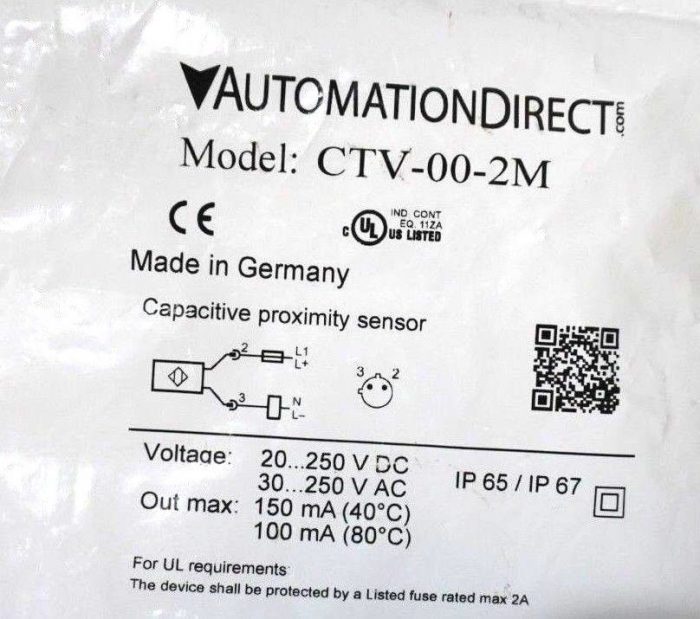 AUTOMATIONDIRECT.com
Model: CTV-00-2M
CE
c UL US LISTED
IND CONT
EQ. 11ZA
Made in Germany
Capacitive proximity sensor
2 L1
L+
3 N
L-
3 2
Voltage: 20...250 V DC
30...250 V AC
IP 65 / IP 67
Out max: 150 mA (40°C)
100 mA (80°C)
For UL requirements
The device shall be protected by a Listed fuse rated max 2A